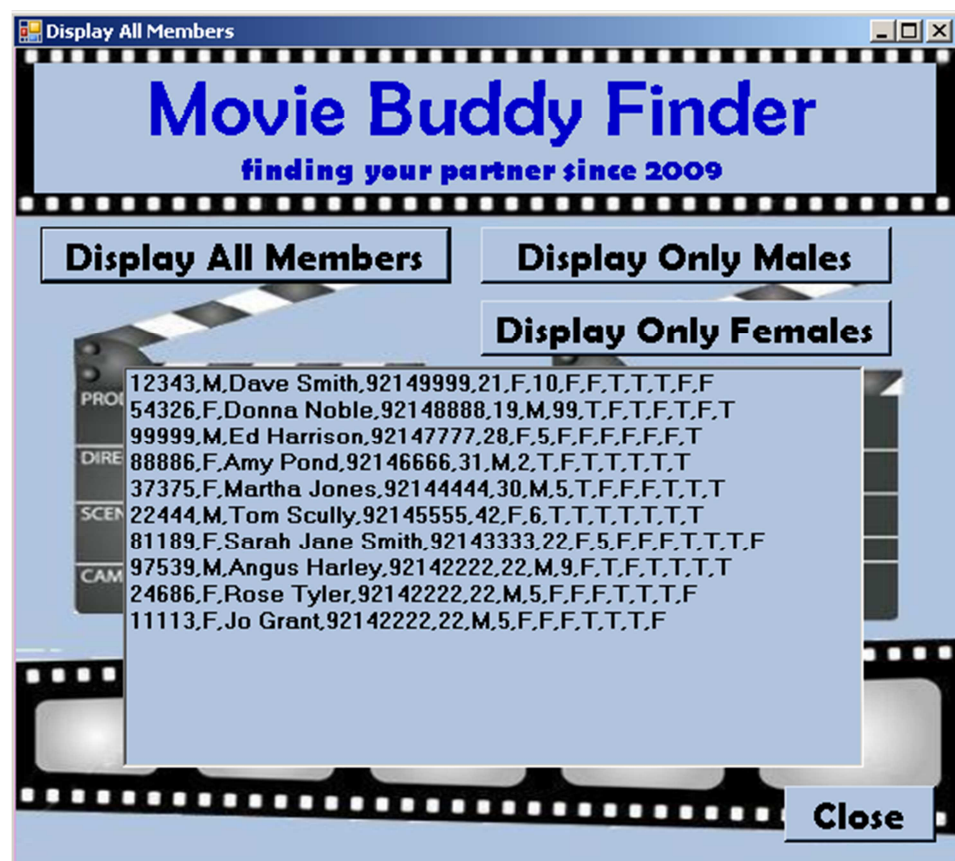 Display All Members
Movie Buddy Finder
finding your partner since 2009
Display All Members
Display Only Males
Display Only Females
12343,M,Dave Smith,92149999,21,F,10,F,F,T,T,T,F,F
54326,F,Donna Noble,92148888,19,M,99,T,F,T,F,T,F,T
99999,M,Ed Harrison,92147777,28,F,5,F,F,F,F,F,F,T
88886,F,Amy Pond,92146666,31,M,2,T,F,T,T,T,T,T
37375,F,Martha Jones,92144444,30,M,5,T,F,F,F,T,T,T
22444,M,Tom Scully,92145555,42,F,6,T,T,T,T,T,T,T
81189,F,Sarah Jane Smith,92143333,22,F,5,F,F,F,T,T,T,F
97539,M,Angus Harley,92142222,22,M,9,F,T,F,T,T,T,T
24686,F,Rose Tyler,92142222,22,M,5,F,F,F,T,T,T,F
11113,F,Jo Grant,92142222,22,M,5,F,F,F,T,T,T,F
Close